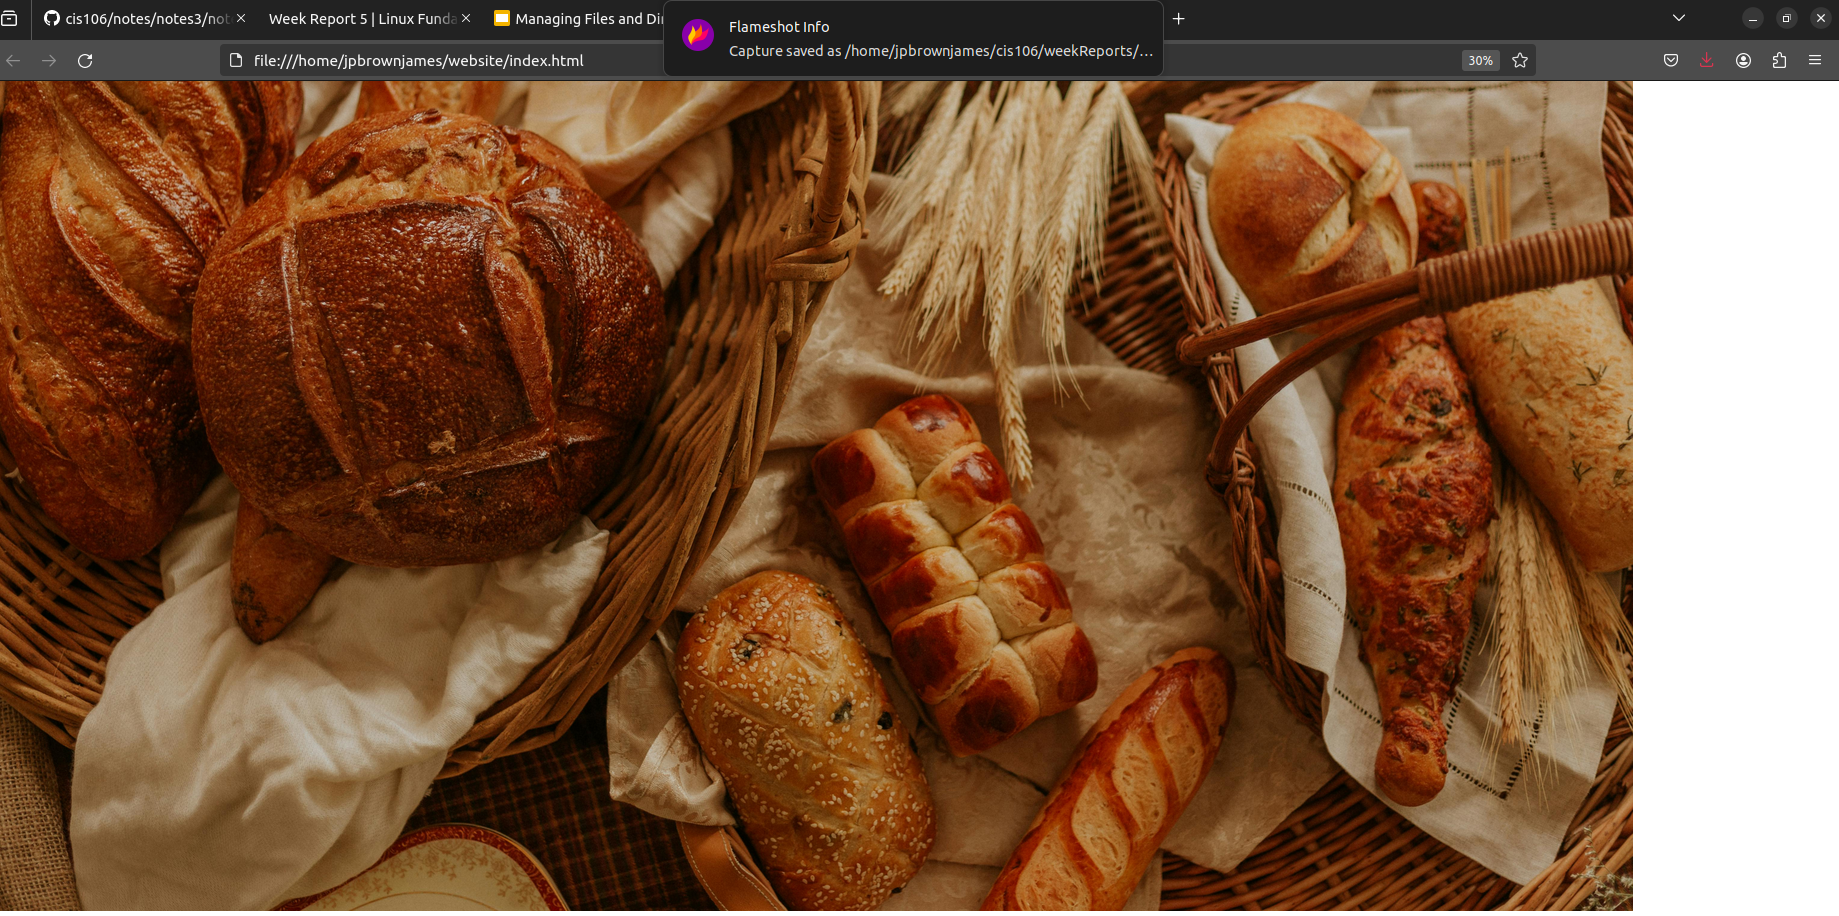 cis106/notes/notes3/not
Week Report 5 | Linux Funda
Managing Files and Di
Flameshot Info
Capture saved as /home/jpbrownjames/cis106/weekReports/...
file:///home/jpbrownjames/website/index.html
30%